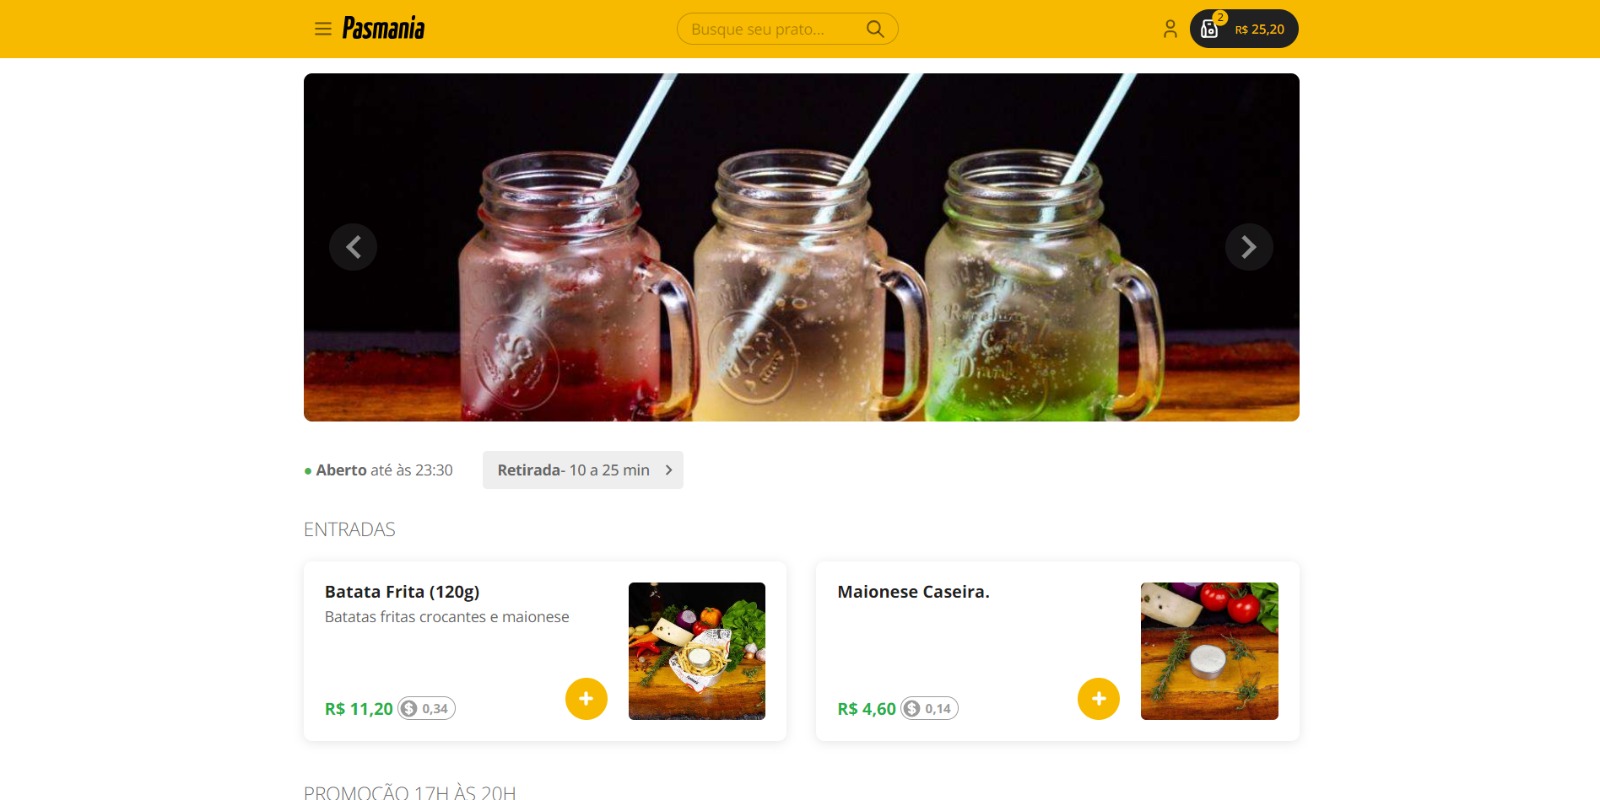 Pasmania
Busque seu prato...
2
R$ 25,20
Aberto até às 23:30
Retirada- 10 a 25 min
ENTRADAS
Batata Frita (120g)
Batatas fritas crocantes e maionese
R$ 11,20 $ 0,34
Maionese Caseira.
R$ 4,60 $ 0,14
PROMOÇÃO 17H ÀS 20H